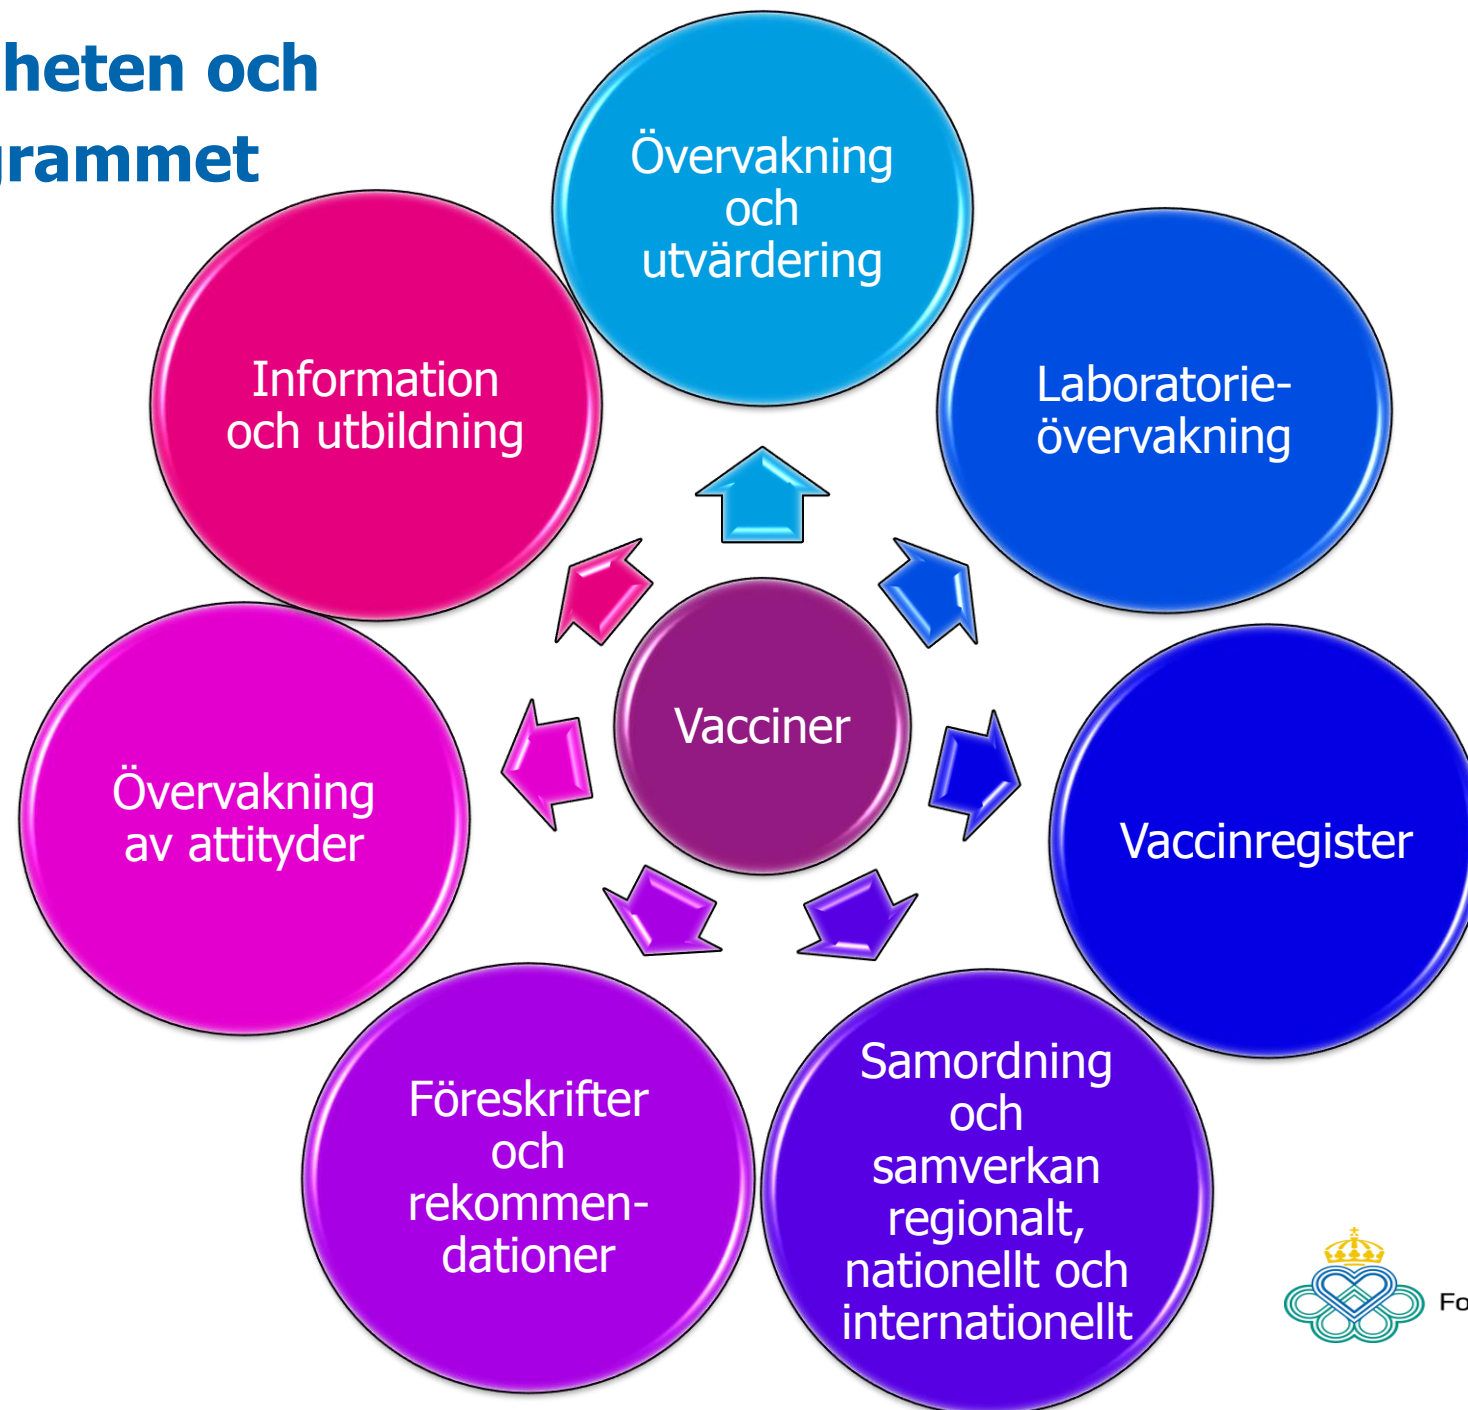 heten och
grammet
Övervakning
och
utvärdering
Laboratorie-
övervakning
Vaccinregister
Samordning
och
samverkan
regionalt,
nationellt och
internationellt
Föreskrifter
och
rekommen-
dationer
Övervakning
av attityder
Information
och utbildning
Vacciner
Fo